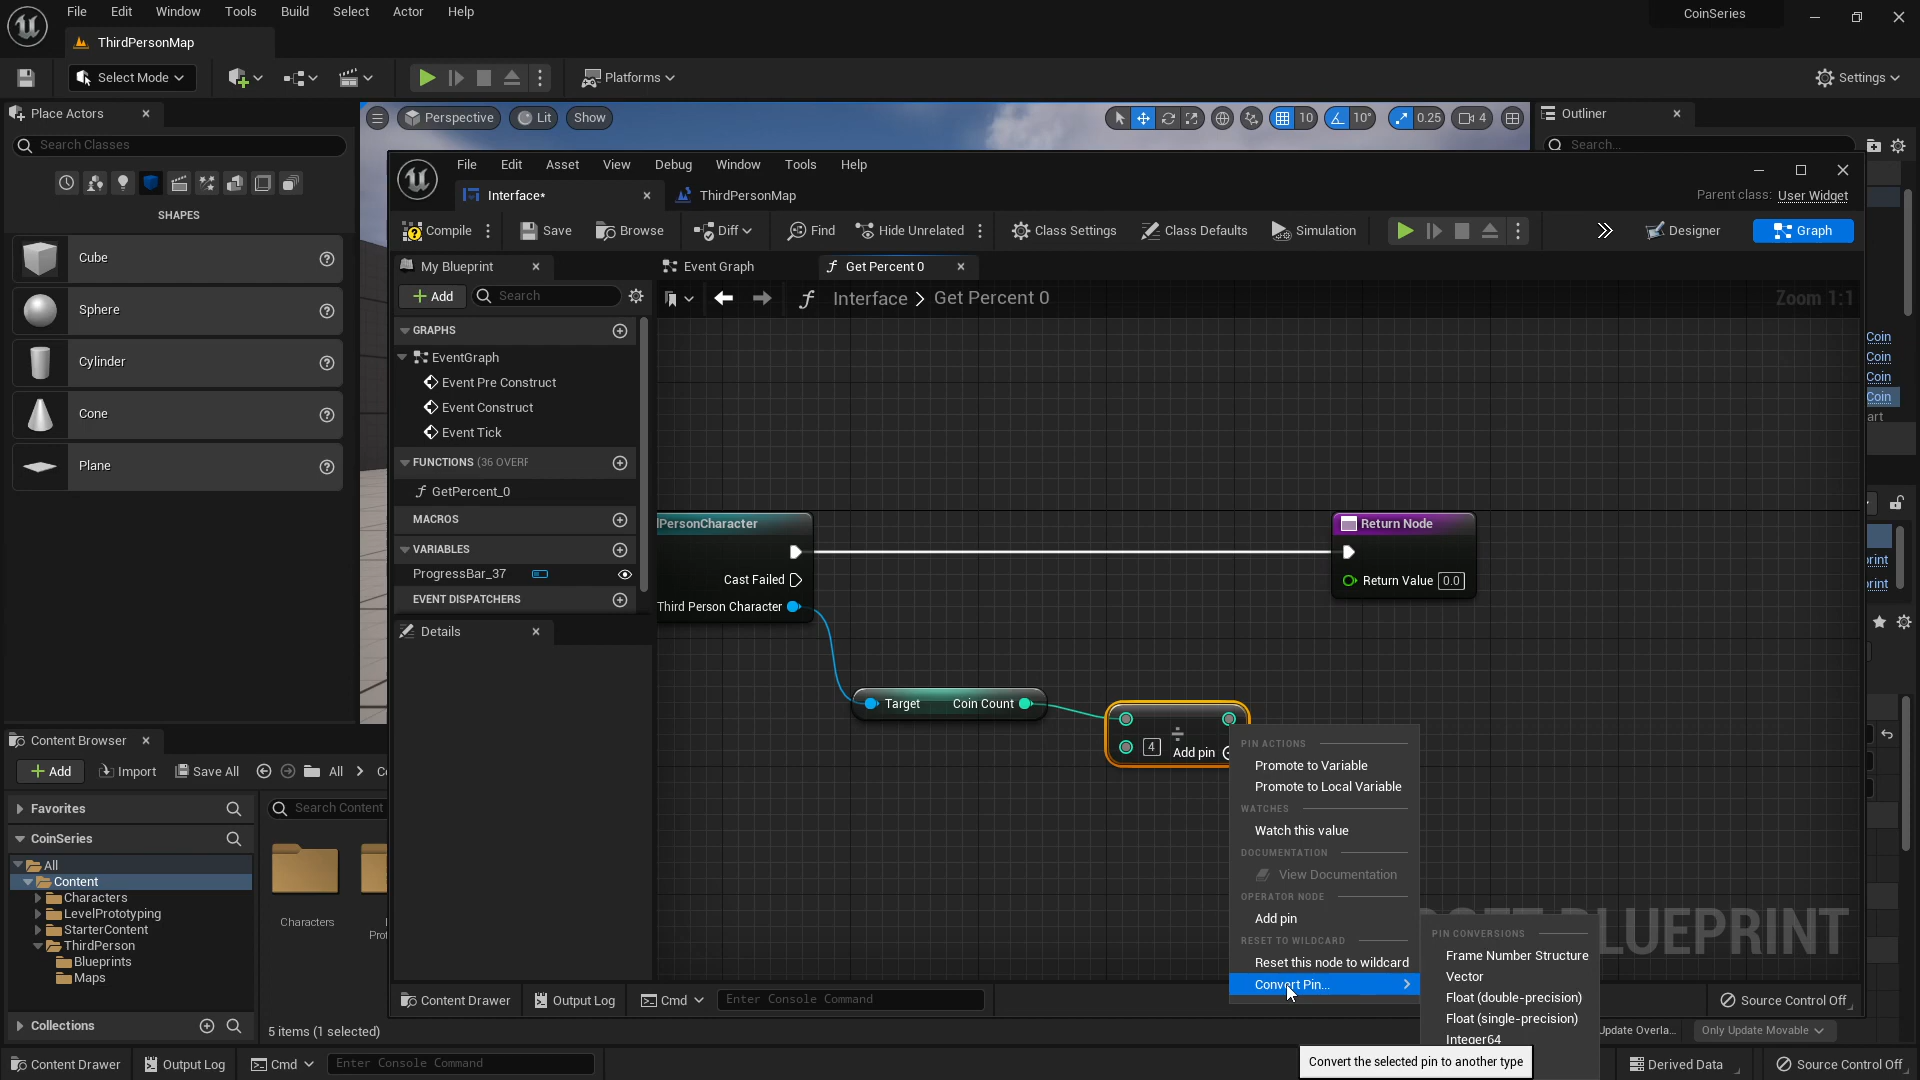 File Edit Window Tools Build Select Actor Help
CoinSeries
ThirdPersonMap
Select Mode
Platforms
Settings
Place Actors
Search Classes
SHAPES
Cube
Sphere
Cylinder
Cone
Plane
Perspective Lit Show
10 10° 0.25 4
Outliner
Search...
File Edit Asset View Debug Window Tools Help
Interface* ThirdPersonMap
Parent class: User Widget
Compile Save Browse Diff Find Hide Unrelated Class Settings Class Defaults Simulation Designer Graph
My Blueprint
Event Graph
Get Percent 0
Add Search
Interface > Get Percent 0
Zoom 1:1
GRAPHS
EventGraph
Event Pre Construct
Event Construct
Event Tick
FUNCTIONS (36 OVERF
GetPercent_0
MACROS
VARIABLES
ProgressBar_37
EVENT DISPATCHERS
Details
PersonCharacter
Cast Failed
Third Person Character
Return Node
Return Value 0.0
Target Coin Count
÷
4 Add pin
PIN ACTIONS
Promote to Variable
Promote to Local Variable
WATCHES
Watch this value
DOCUMENTATION
View Documentation
OPERATOR NODE
Add pin
RESET TO WILDCARD
Reset this node to wildcard
Convert Pin...
PIN CONVERSIONS
Frame Number Structure
Vector
Float (double-precision)
Float (single-precision)
Integer64
Convert the selected pin to another type
BLUEPRINT
Coin
Coin
Coin
Coin
art
print
print
Content Browser
Add Import Save All All
Favorites
Search Content
CoinSeries
All
Content
Characters
LevelPrototyping
StarterContent
ThirdPerson
Blueprints
Maps
Characters
Collections
5 items (1 selected)
Content Drawer Output Log Cmd Enter Console Command
Source Control Off
Update Overla... Only Update Movable
Content Drawer Output Log Cmd Enter Console Command
Derived Data Source Control Off